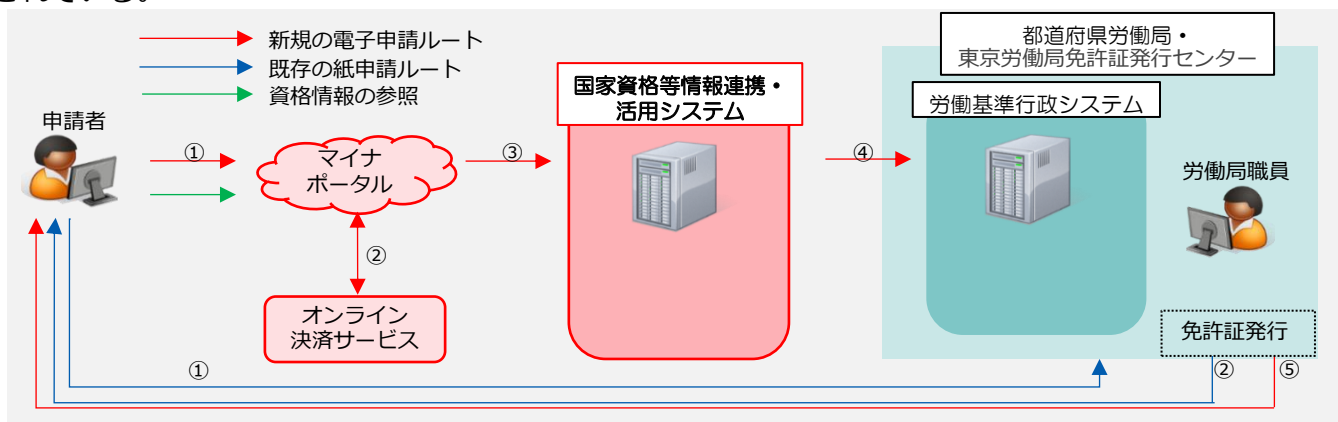 されている。
新規の電子申請ルート
既存の紙申請ルート
資格情報の参照
都道府県労働局・
東京労働局免許証発行センター
国家資格等情報連携・
活用システム
労働基準行政システム
申請者
①
マイナ
ポータル
③
④
労働局職員
②
オンライン
決済サービス
免許証発行
①
②
⑤